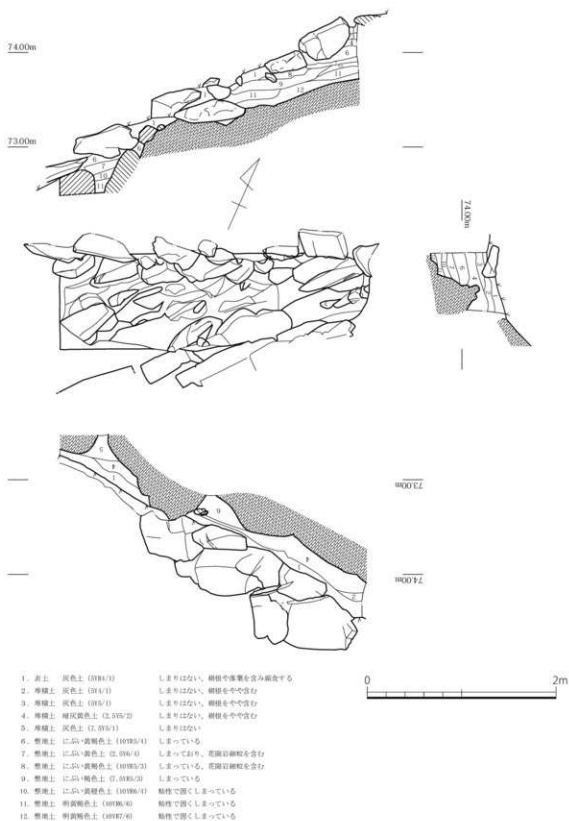 74.00m
73.00m
74.00m
73.00m
74.00m
0 2m
1. 表土 灰色土 (5YR4/1) しまりはない、樹根や落葉を含み腐食する
2. 堆積土 灰色土 (5Y4/1) しまりはない、樹根をやや含む
3. 堆積土 灰色土 (5Y5/1) しまりはない、樹根をやや含む
4. 堆積土 暗灰黄色土 (2.5Y5/2) しまりはない、樹根をやや含む
5. 堆積土 灰色土 (7.5Y5/1) しまりはない
6. 整地土 にぶい黄褐色土 (10YR5/4) しまっている
7. 整地土 にぶい黄色土 (2.5Y6/4) しまっており、花崗岩細粒を含む
8. 整地土 にぶい黄褐色土 (10YR5/3) しまっている、花崗岩細粒を含む
9. 整地土 にぶい褐色土 (7.5YR5/3) しまっている
10. 整地土 にぶい黄橙色土 (10YR6/4) 粘性で固くしまっている
11. 整地土 明黄褐色土 (10YR6/6) 粘性で固くしまっている
12. 整地土 明黄褐色土 (10YR7/6) 粘性で固くしまっている